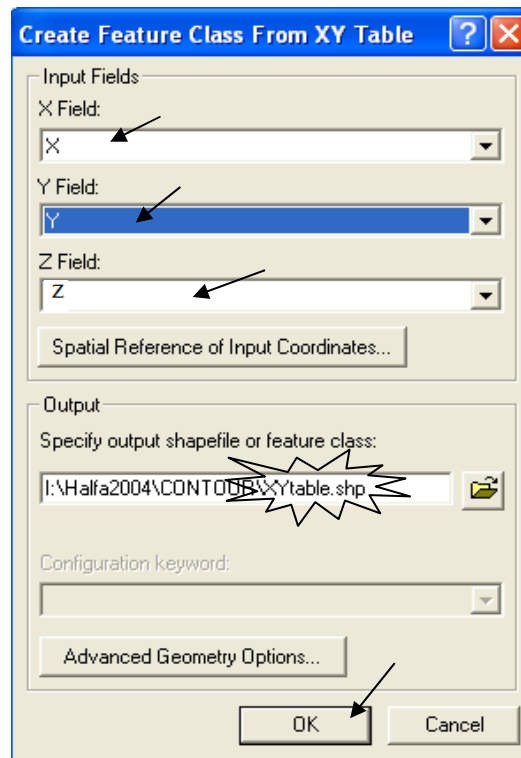 Create Feature Class From XY Table
Input Fields
X Field:
X
Y Field:
Y
Z Field:
Z
Spatial Reference of Input Coordinates...
Output
Specify output shapefile or feature class:
I:\Halfa2004\CONTOUR\XYtable.shp
Configuration keyword:
Advanced Geometry Options...
OK Cancel